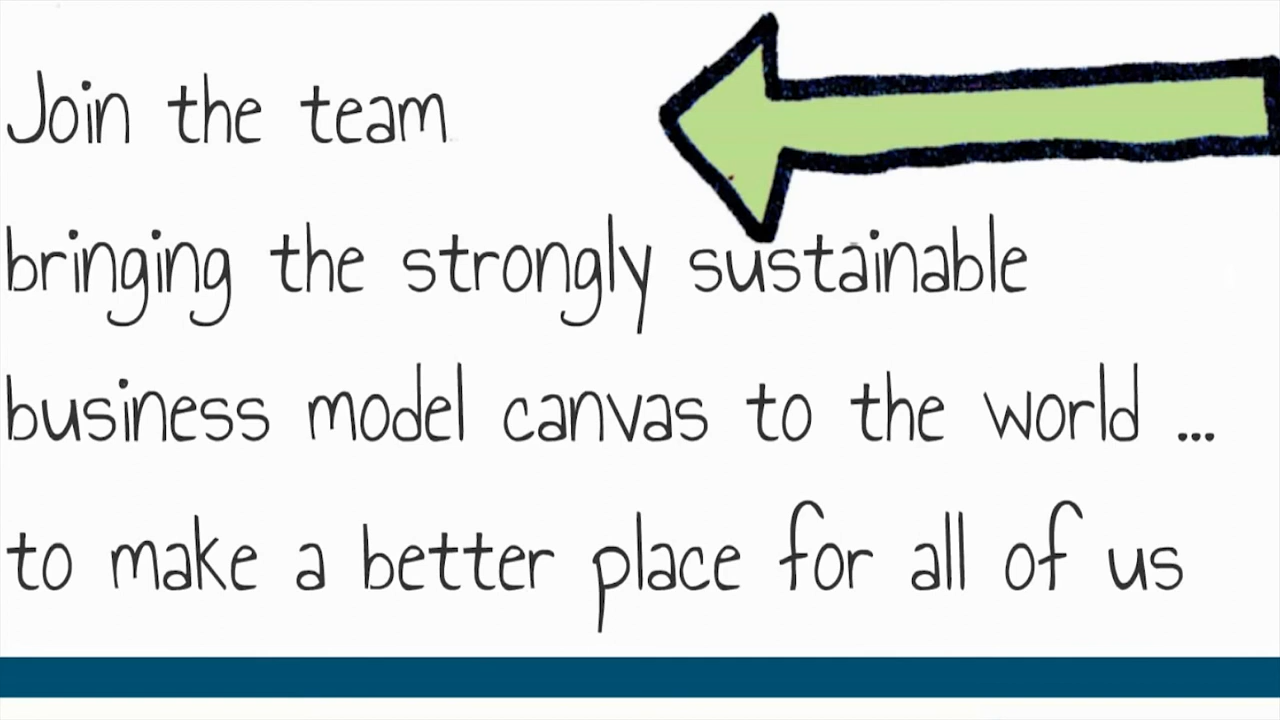 Join the team
bringing the strongly sustainable
business model canvas to the world ...
to make a better place for all of us